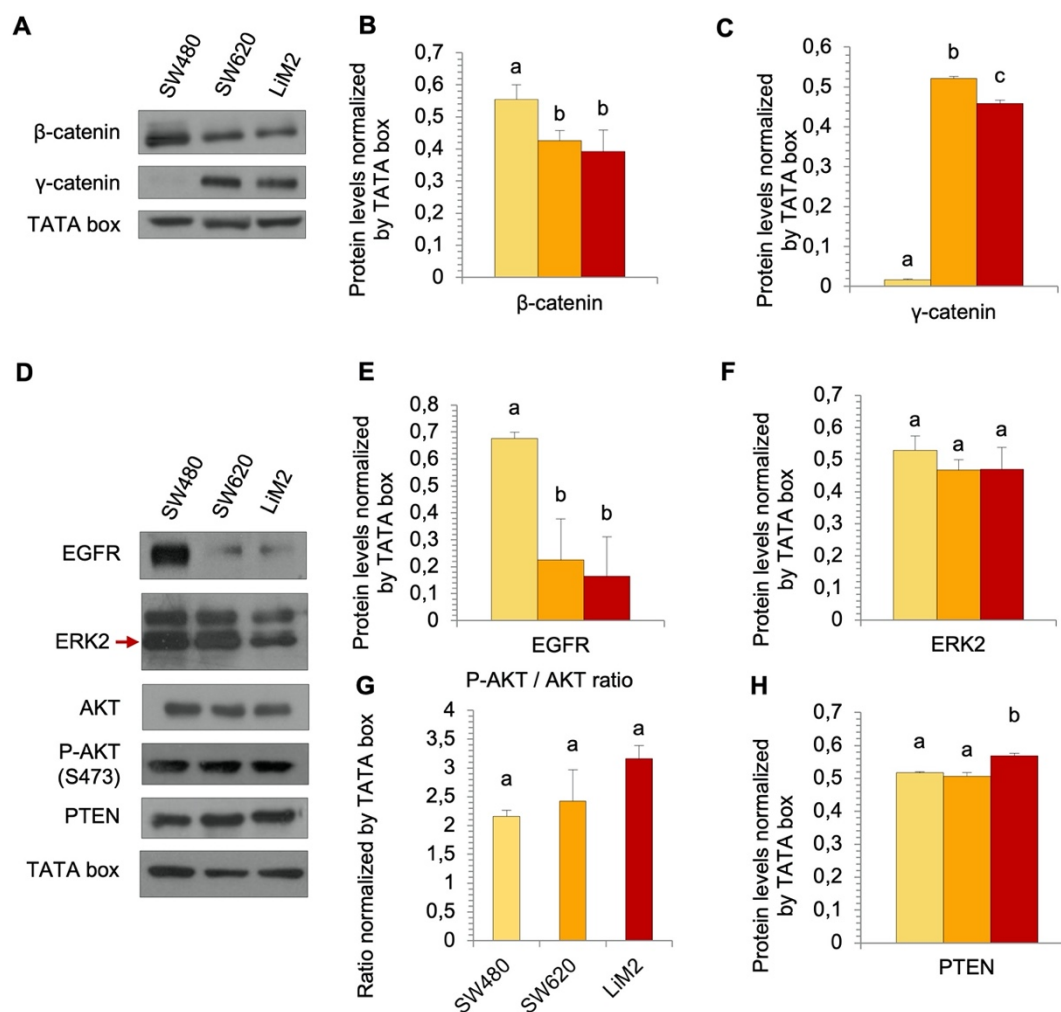 A
SW480
SW620
LiM2
β-catenin
γ-catenin
TATA box
B
Protein levels normalized
by TATA box
0,7
0,6
0,5
0,4
0,3
0,2
0,1
0
a
b
b
β-catenin
C
Protein levels normalized
by TATA box
0,6
0,5
0,4
0,3
0,2
0,1
0
a
b
c
γ-catenin
D
SW480
SW620
LiM2
EGFR
ERK2
AKT
P-AKT
(S473)
PTEN
TATA box
E
Protein levels normalized
by TATA box
0,8
0,7
0,6
0,5
0,4
0,3
0,2
0,1
0
a
b
b
EGFR
F
Protein levels normalized
by TATA box
0,7
0,6
0,5
0,4
0,3
0,2
0,1
0
a
a
a
ERK2
G
P-AKT / AKT ratio
Ratio normalized by TATA box
4
3,5
3
2,5
2
1,5
1
0,5
0
a
a
a
SW480
SW620
LiM2
H
Protein levels normalized
by TATA box
0,7
0,6
0,5
0,4
0,3
0,2
0,1
0
a
a
b
PTEN